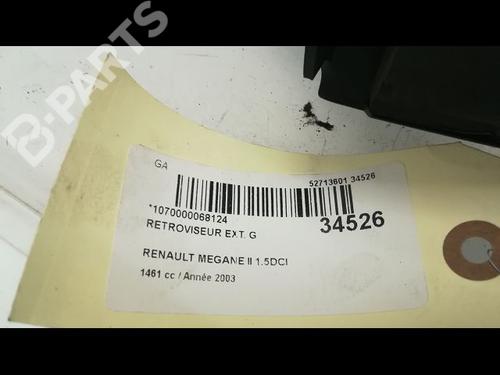 B-PARTS
GA
52713601 34526
*1070000068124
34526
RETROVISEUR EXT. G
RENAULT MEGANE II 1.5DCI
1461 cc / Année 2003